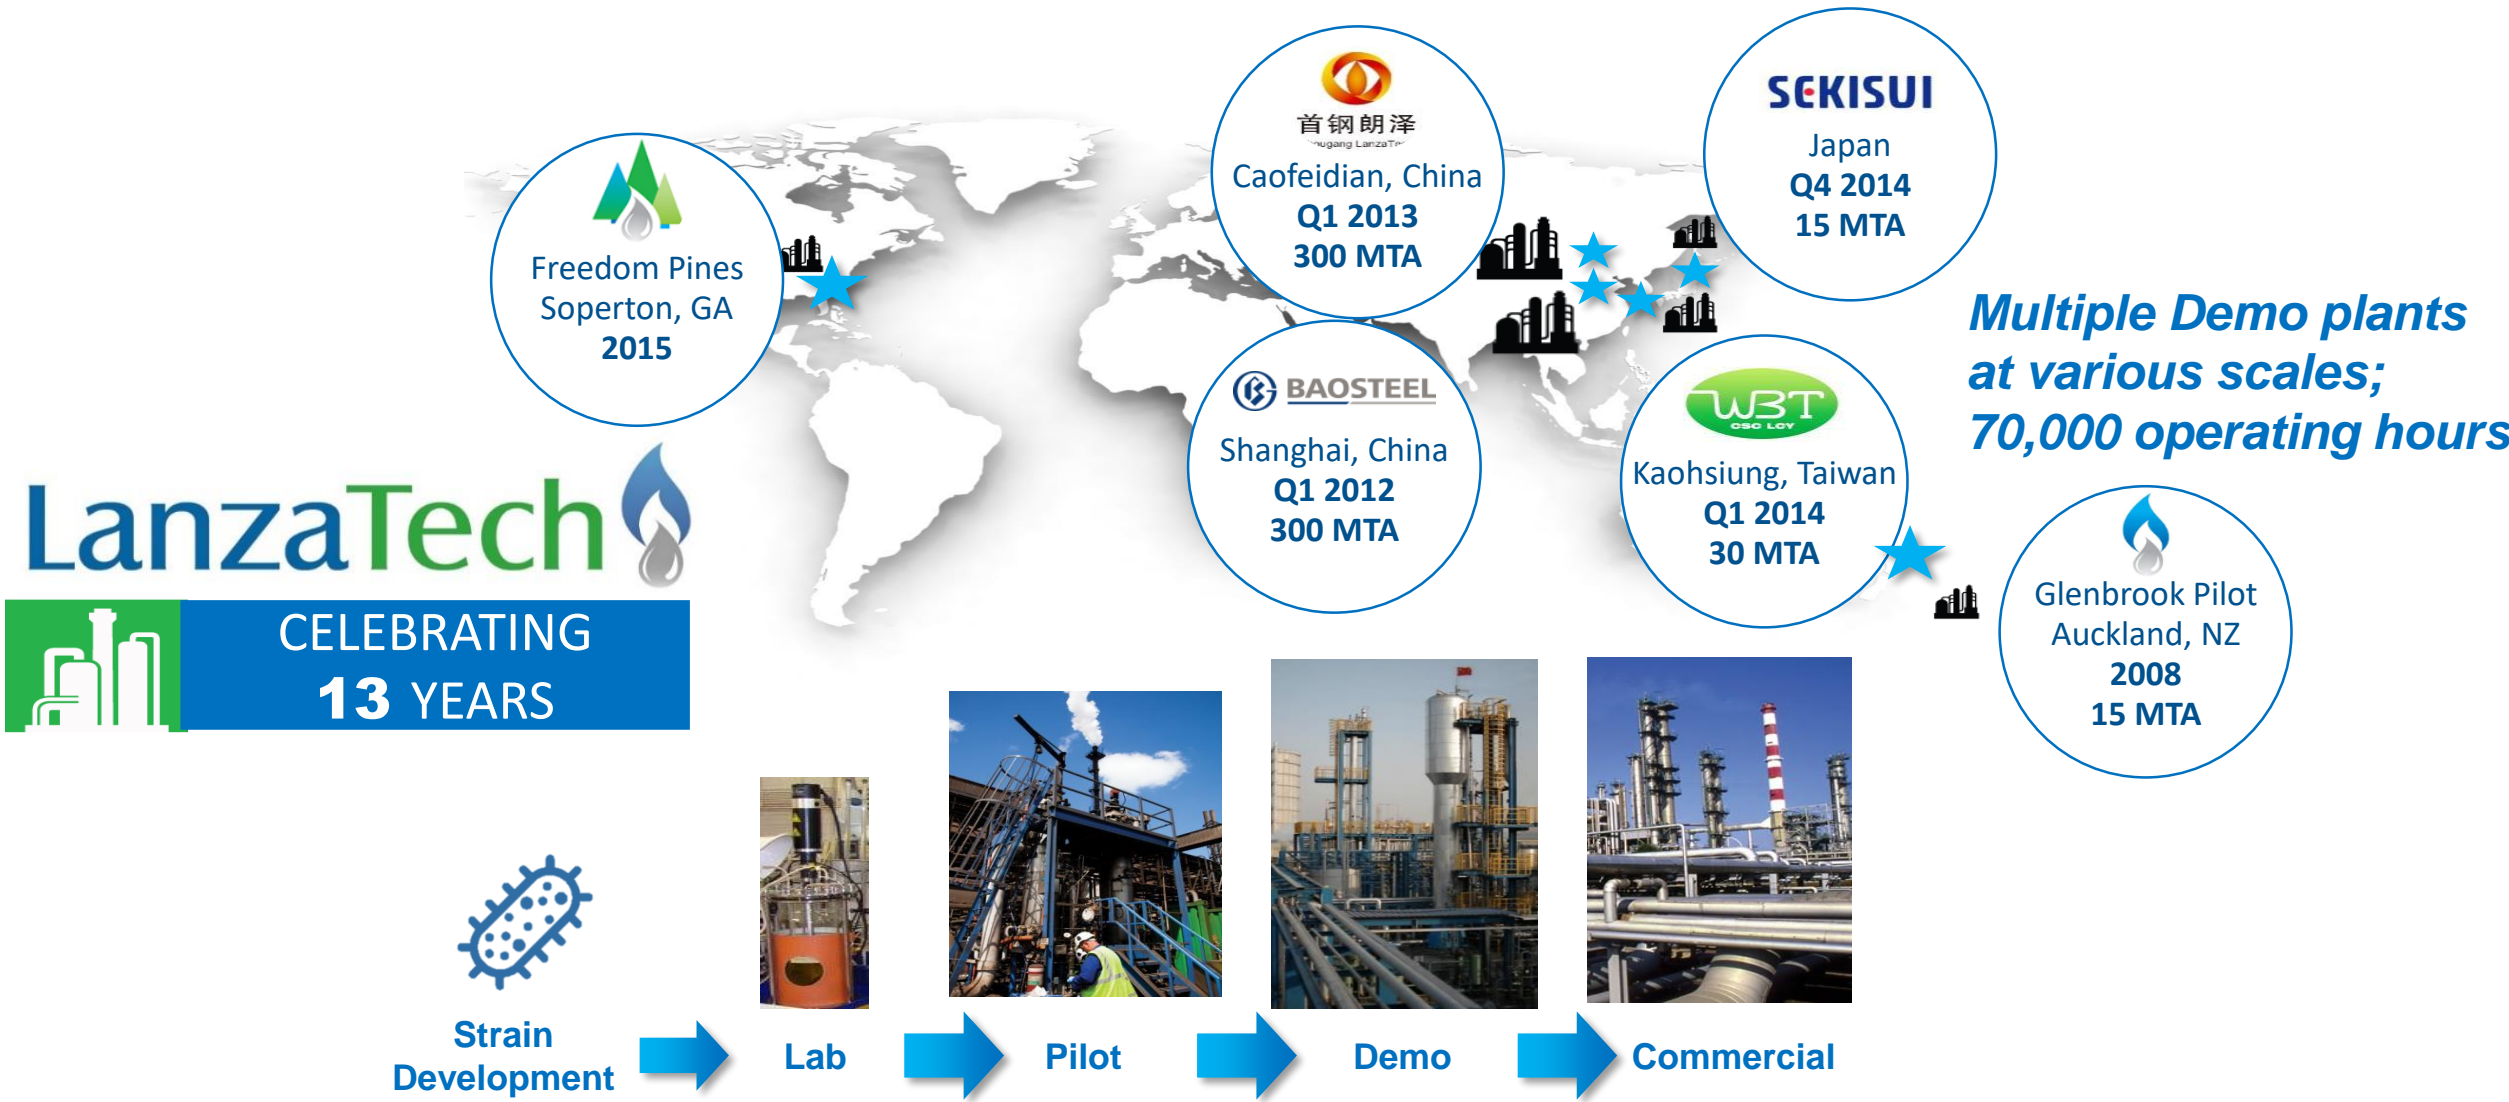 首钢朗泽
Caofeidian, China
Q1 2013
300 MTA
SEKISUI
Japan
Q4 2014
15 MTA
Freedom Pines
Soperton, GA
2015
Multiple Demo plants
at various scales;
70,000 operating hours
BAOSTEEL
Shanghai, China
Q1 2012
300 MTA
WBT
CSC LCY
Kaohsiung, Taiwan
Q1 2014
30 MTA
Glenbrook Pilot
Auckland, NZ
2008
15 MTA
LanzaTech
CELEBRATING
13 YEARS
Strain
Development
Lab
Pilot
Demo
Commercial